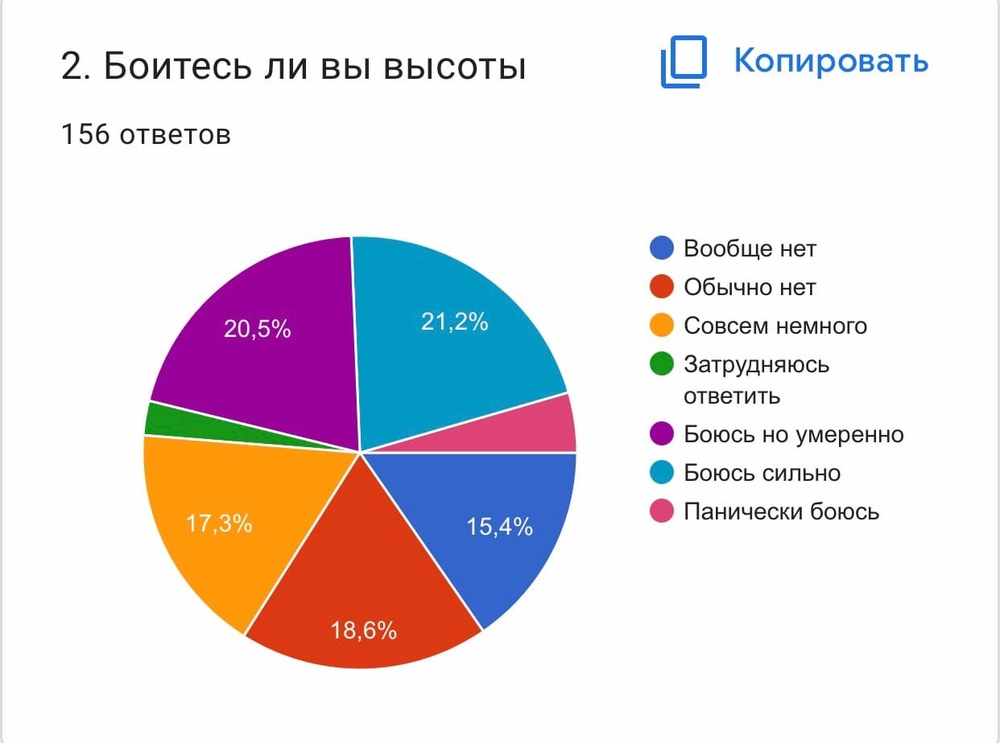 2. Боитесь ли вы высоты
Копировать
156 ответов
20,5%
21,2%
17,3%
15,4%
18,6%
Вообще нет
Обычно нет
Совсем немного
Затрудняюсь
ответить
Боюсь но умеренно
Боюсь сильно
Панически боюсь